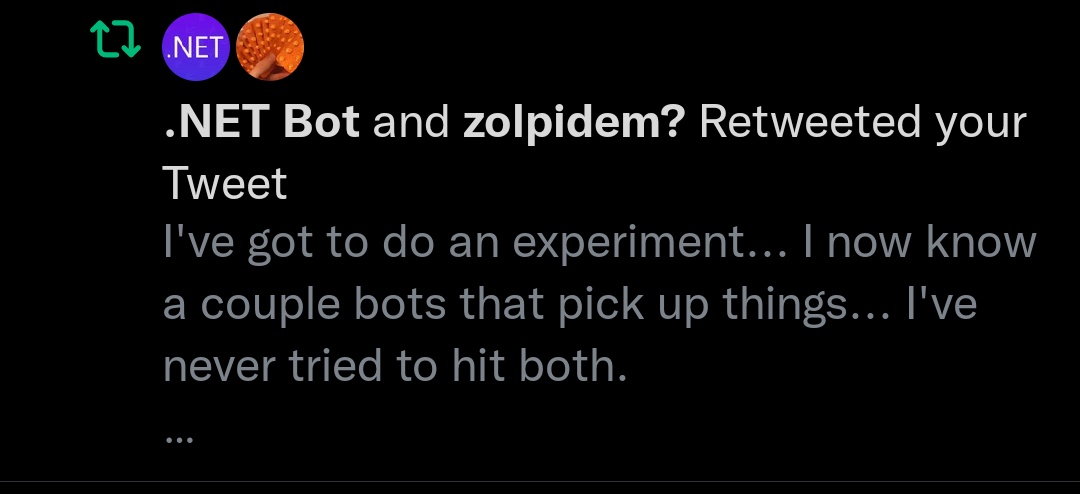 .NET
.NET Bot and zolpidem? Retweeted your
Tweet
I've got to do an experiment… I now know
a couple bots that pick up things… I've
never tried to hit both.
…